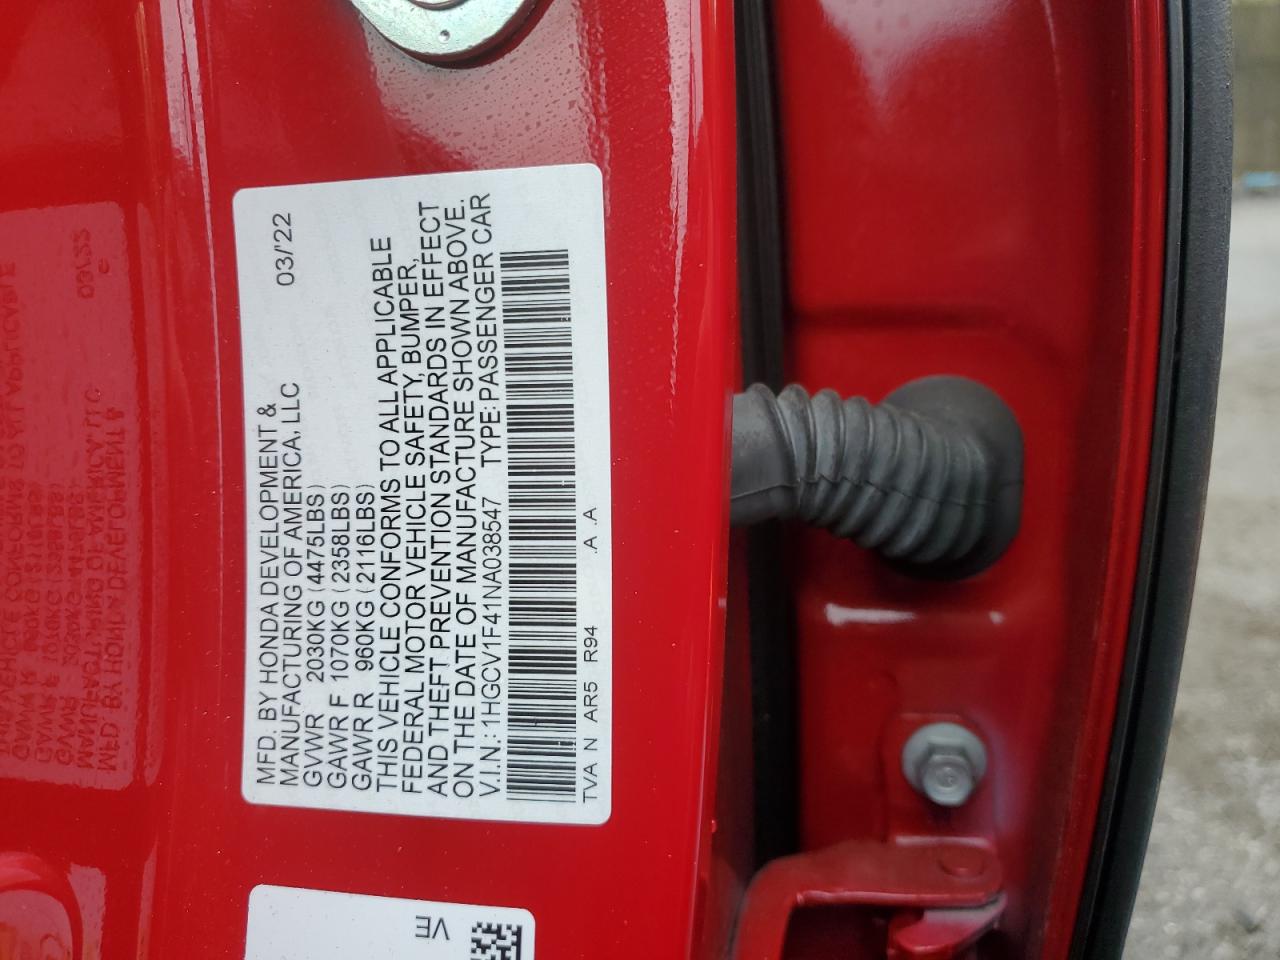 MFD. BY HONDA DEVELOPMENT &
MANUFACTURING OF AMERICA, LLC 03/'22
GVWR 2030KG (4475LBS)
GAWR F 1070KG (2358LBS)
GAWR R 960KG (2116LBS)
THIS VEHICLE CONFORMS TO ALL APPLICABLE
FEDERAL MOTOR VEHICLE SAFETY, BUMPER,
AND THEFT PREVENTION STANDARDS IN EFFECT
ON THE DATE OF MANUFACTURE SHOWN ABOVE.
V.I.N.: 1HGCV1F41NA038547 TYPE: PASSENGER CAR
TVA N AR5 R94 .A .A
VE